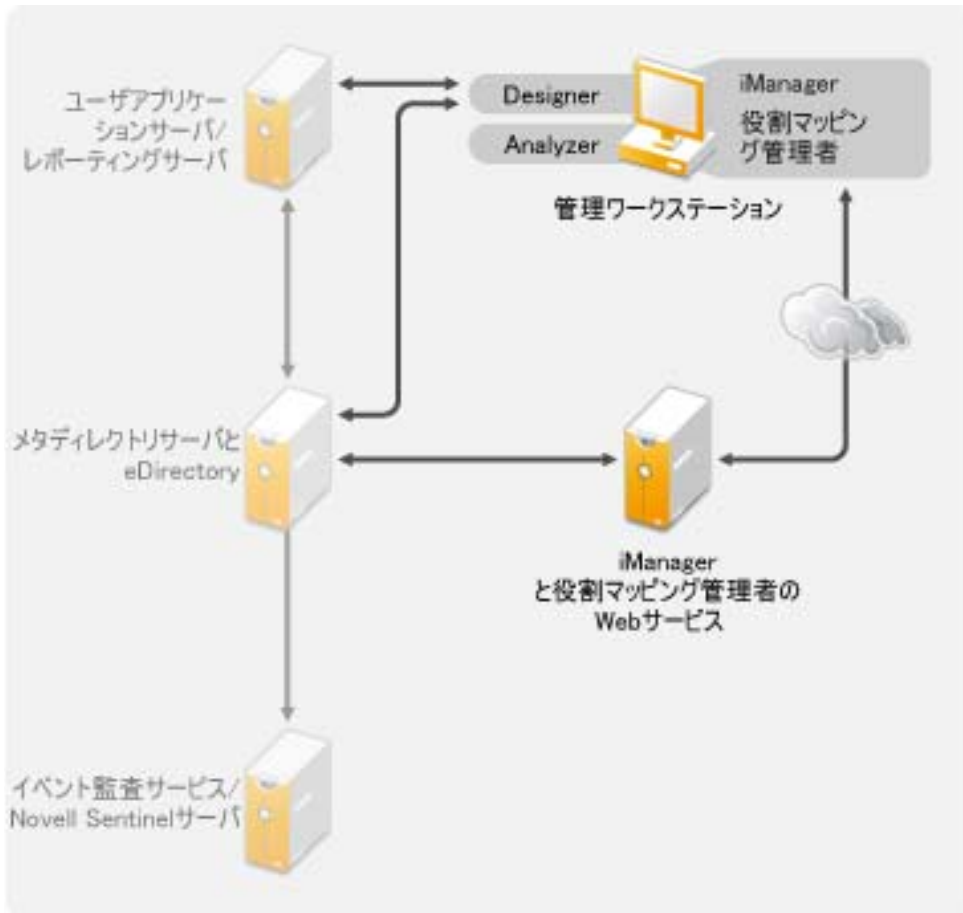 ユーザアプリケー
ションサーバ/
レポーティングサーバ
Designer
Analyzer
iManager
役割マッピン
グ管理者
管理ワークステーション
メタディレクトリサーバと
eDirectory
iManager
と役割マッピング管理者の
Webサービス
イベント監査サービス/
Novell Sentinelサーバ